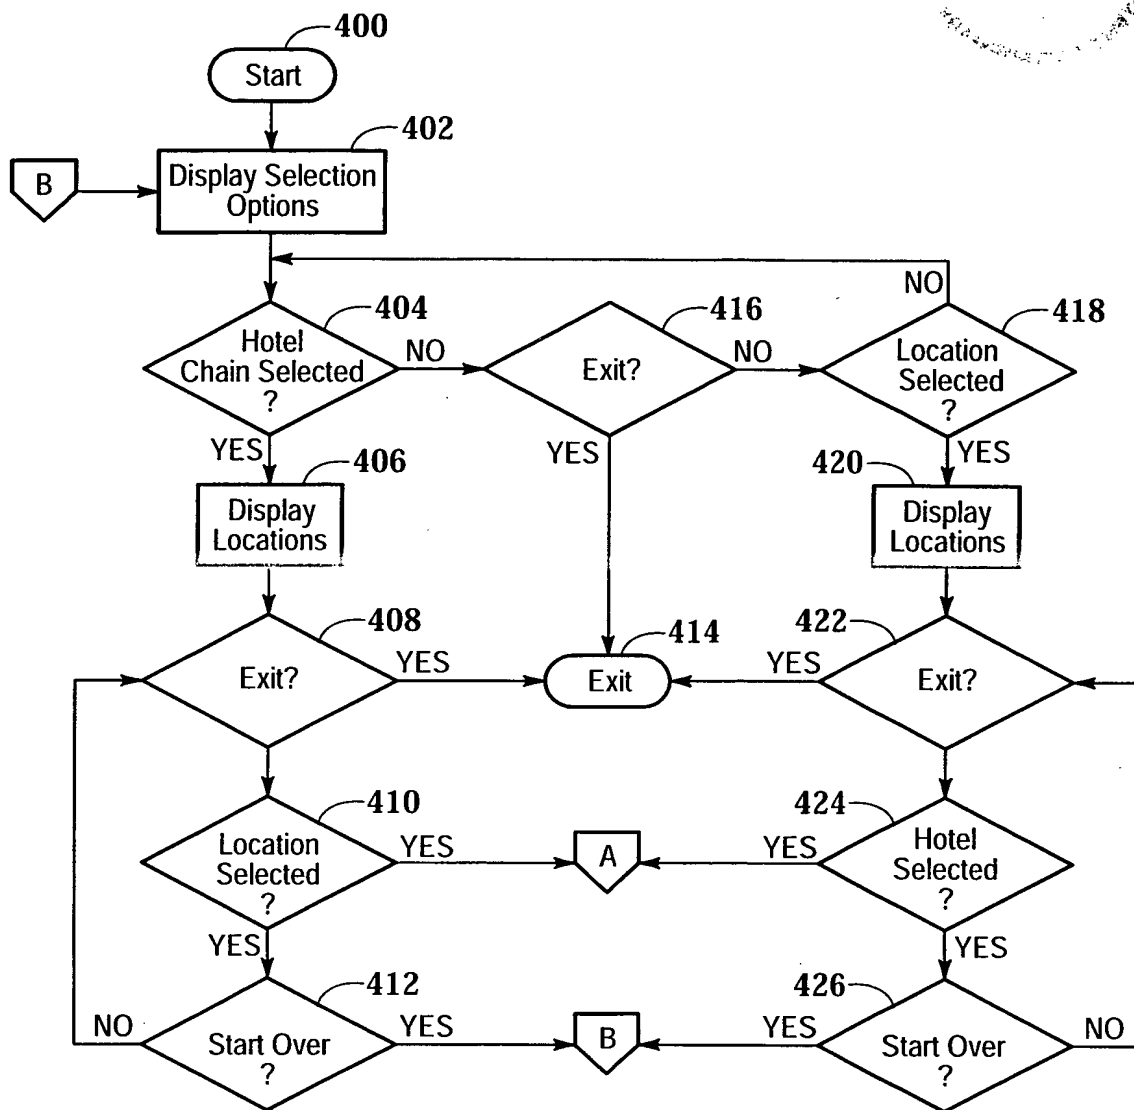 400
Start
402
B
Display Selection
Options
NO
404
416
418
Hotel
Chain Selected
?
NO
Exit?
NO
Location
Selected
?
YES
YES
YES
406
420
Display
Locations
Display
Locations
408
414
422
Exit?
YES
Exit
YES
Exit?
410
424
Location
Selected
?
YES
A
YES
Hotel
Selected
?
YES
YES
412
426
NO
Start Over
?
YES
B
YES
Start Over
?
NO